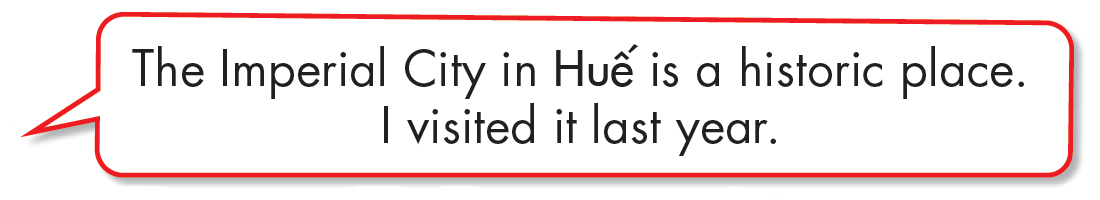 The Imperial City in Huế is a historic place.
I visited it last year.